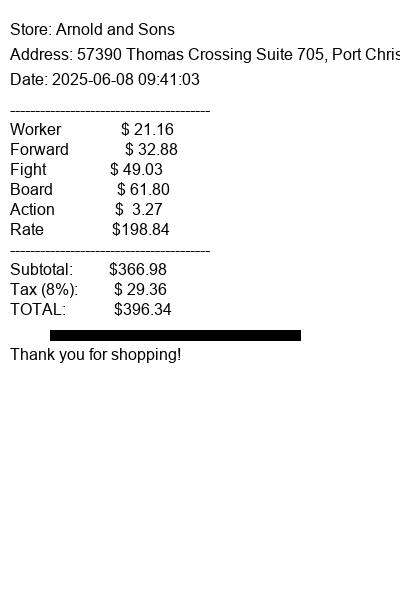 Store: Arnold and Sons
Address: 57390 Thomas Crossing Suite 705, Port Chris
Date: 2025-06-08 09:41:03
----------------------------------------
Worker $ 21.16
Forward $ 32.88
Fight $ 49.03
Board $ 61.80
Action $ 3.27
Rate $198.84
----------------------------------------
Subtotal: $366.98
Tax (8%): $ 29.36
TOTAL: $396.34
Thank you for shopping!